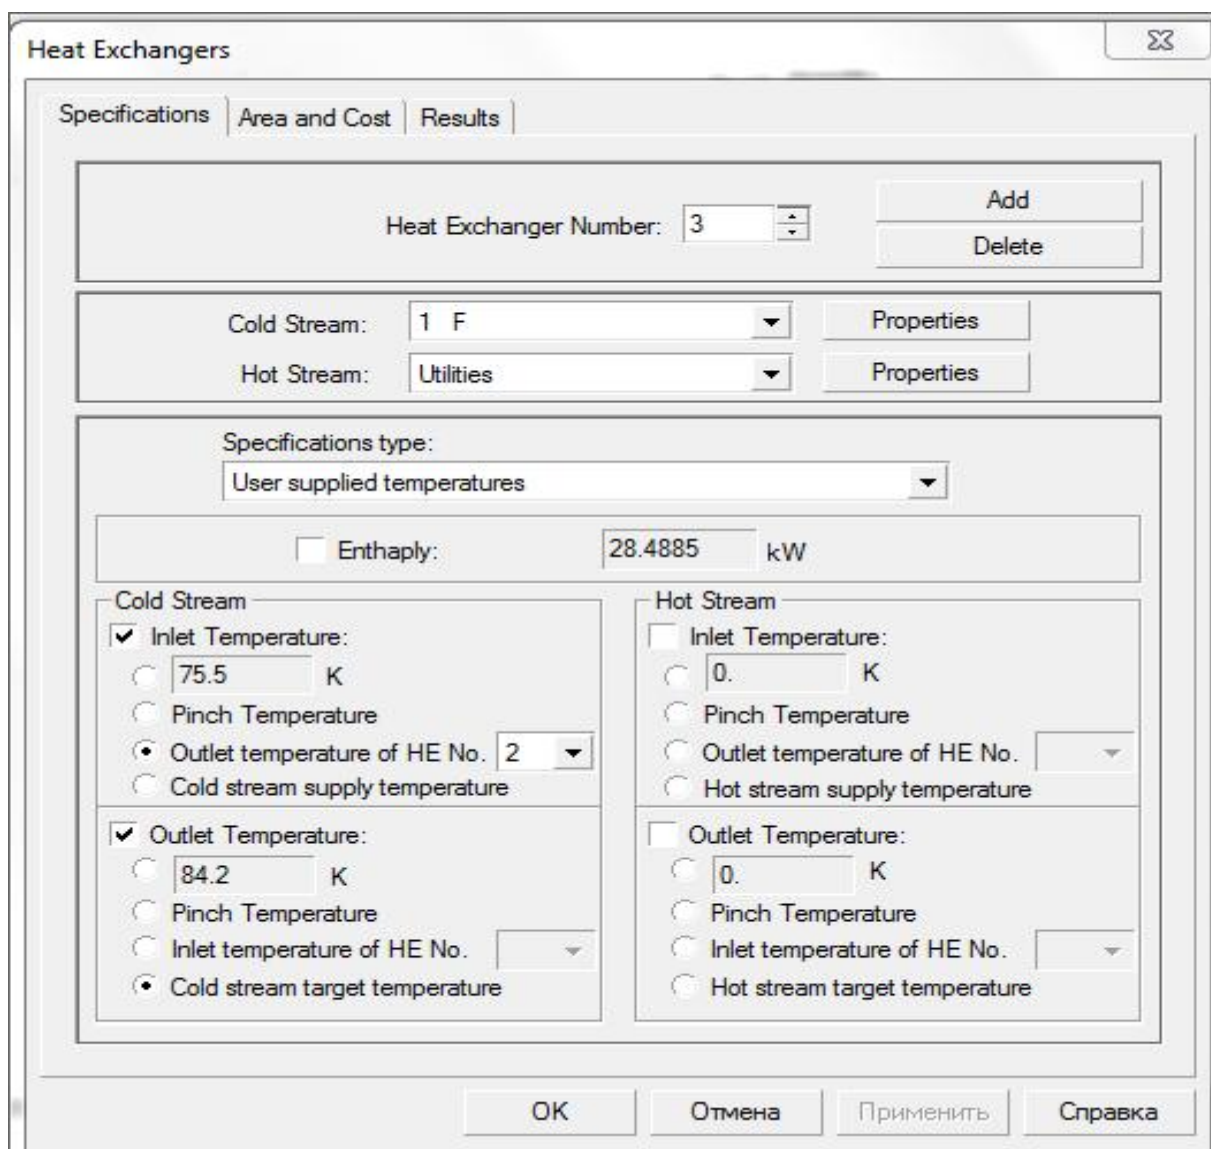 Heat Exchangers
Specifications Area and Cost Results
Heat Exchanger Number: 3
Add
Delete
Cold Stream: 1 F Properties
Hot Stream: Utilities Properties
Specifications type:
User supplied temperatures
Enthaply: 28.4885 kW
Cold Stream
Inlet Temperature:
75.5 K
Pinch Temperature
Outlet temperature of HE No. 2
Cold stream supply temperature
Outlet Temperature:
84.2 K
Pinch Temperature
Inlet temperature of HE No.
Cold stream target temperature
Hot Stream
Inlet Temperature:
0. K
Pinch Temperature
Outlet temperature of HE No.
Hot stream supply temperature
Outlet Temperature:
0. K
Pinch Temperature
Inlet temperature of HE No.
Hot stream target temperature
OK Отмена Применить Справка